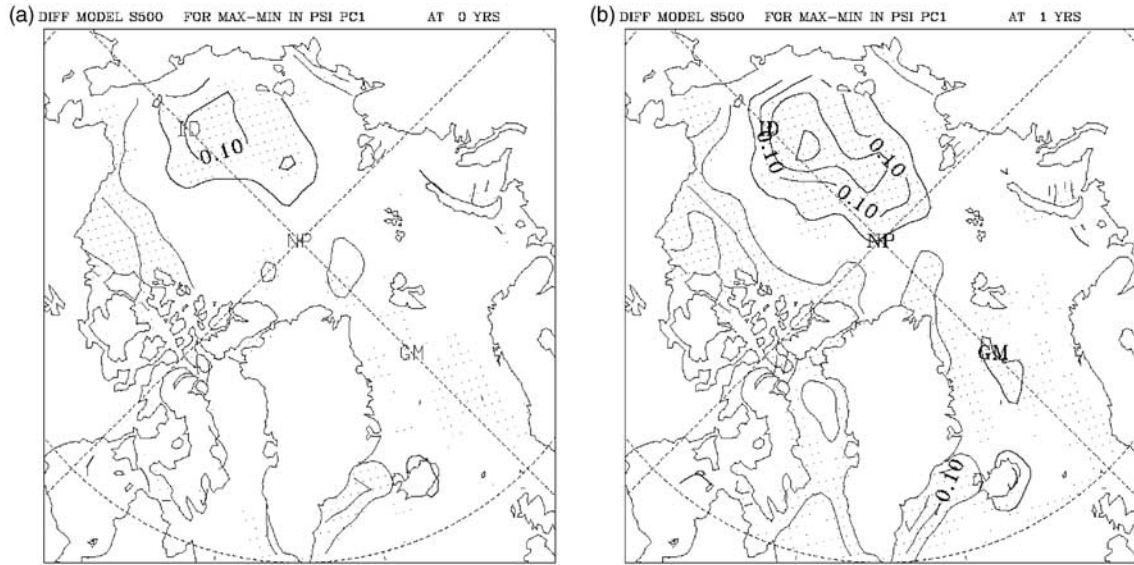 (a) DIFF MODEL S500 FOR MAX-MIN IN PSI PC1 AT 0 YRS
ID
0.10
NP
GM
(b) DIFF MODEL S500 FOR MAX-MIN IN PSI PC1 AT 1 YRS
ID
0.10
0.10
0.10
NP
GM
0.10